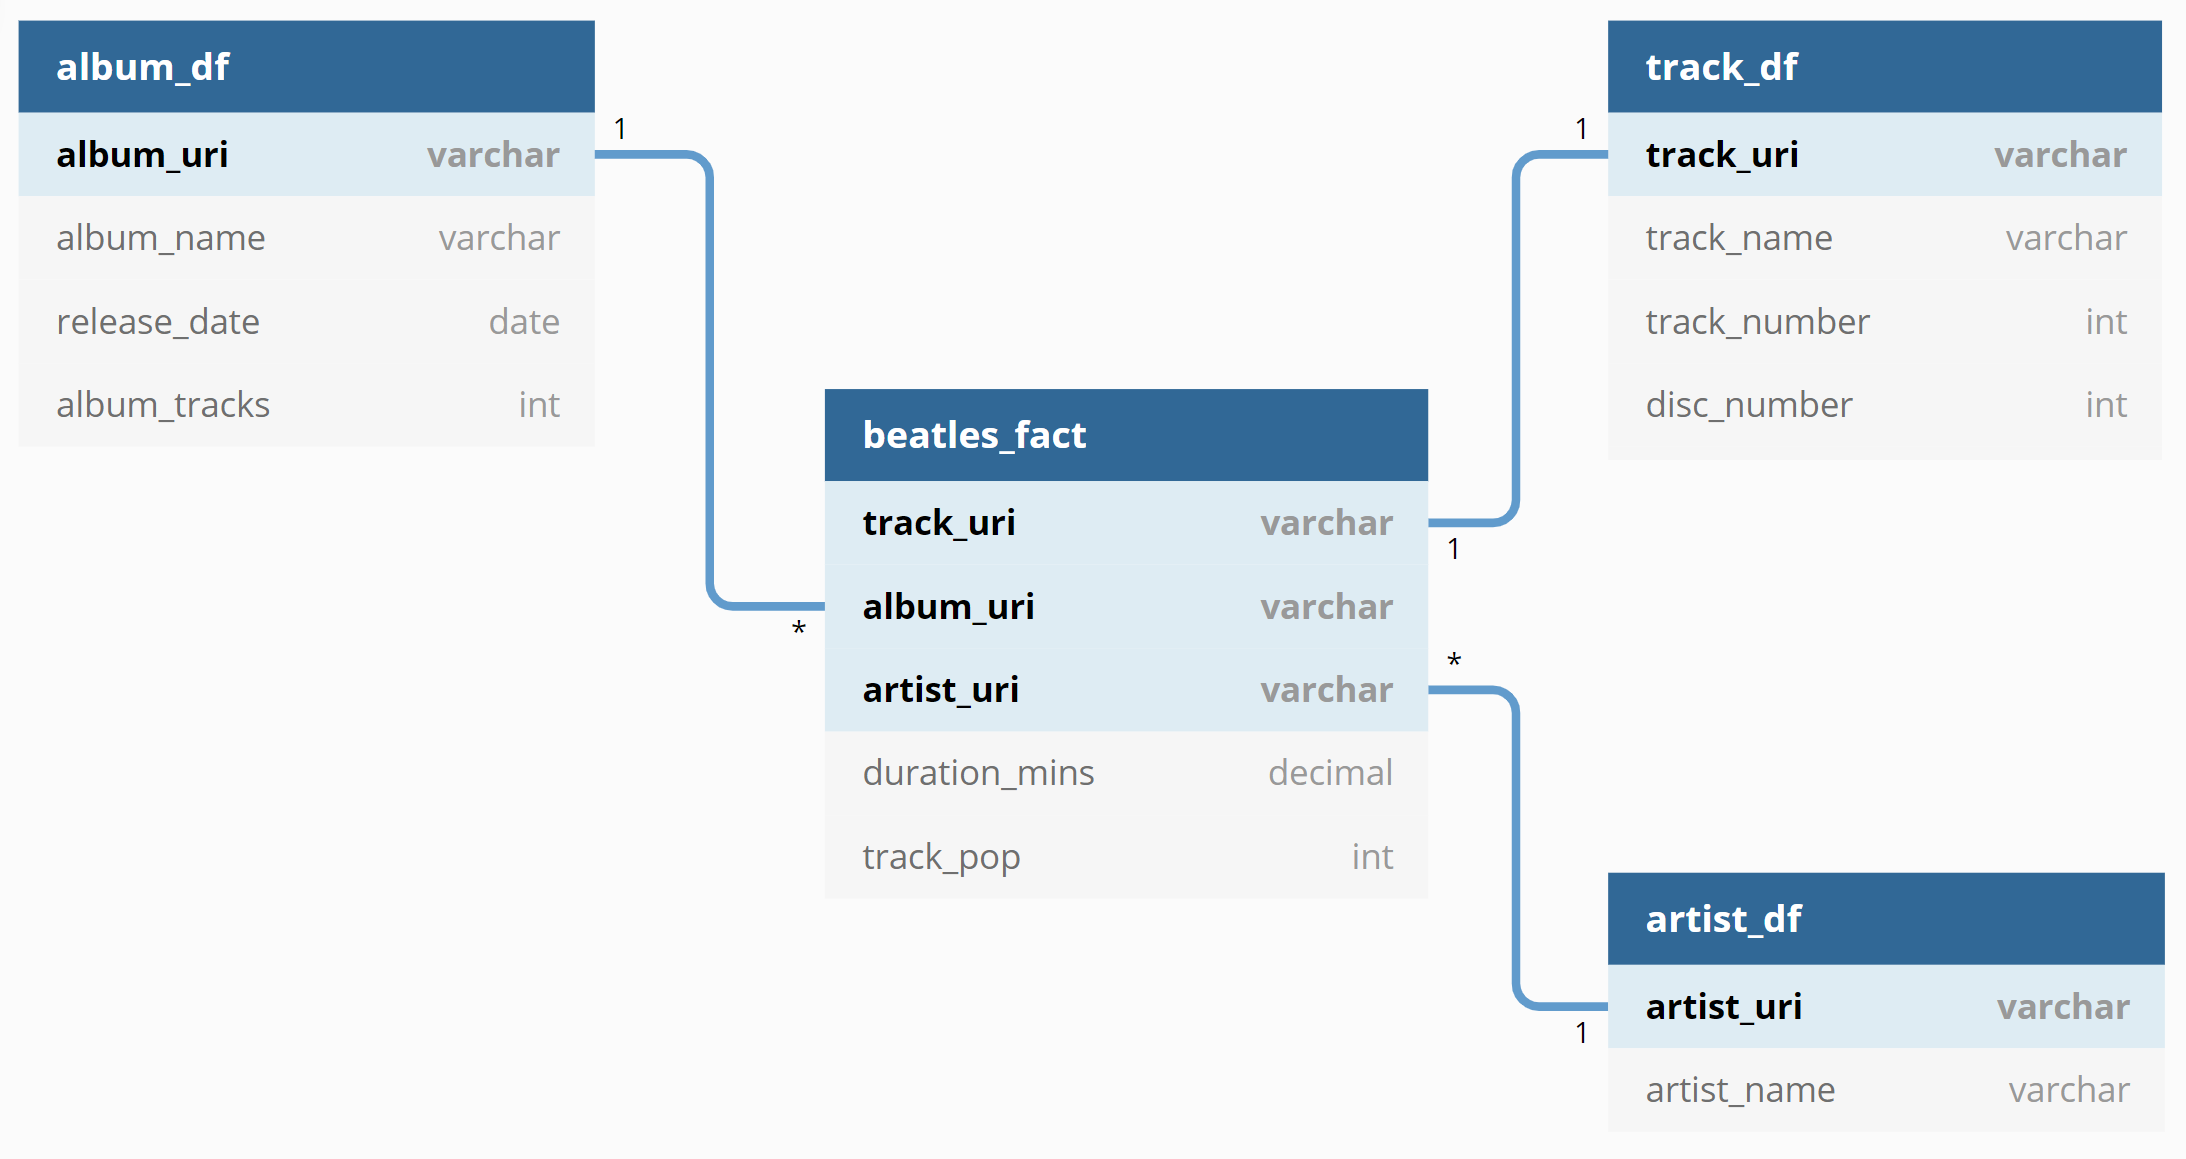 album_df
album_uri varchar
album_name varchar
release_date date
album_tracks int
1
*
beatles_fact
track_uri varchar
album_uri varchar
artist_uri varchar
duration_mins decimal
track_pop int
1
1
track_df
track_uri varchar
track_name varchar
track_number int
disc_number int
*
1
artist_df
artist_uri varchar
artist_name varchar